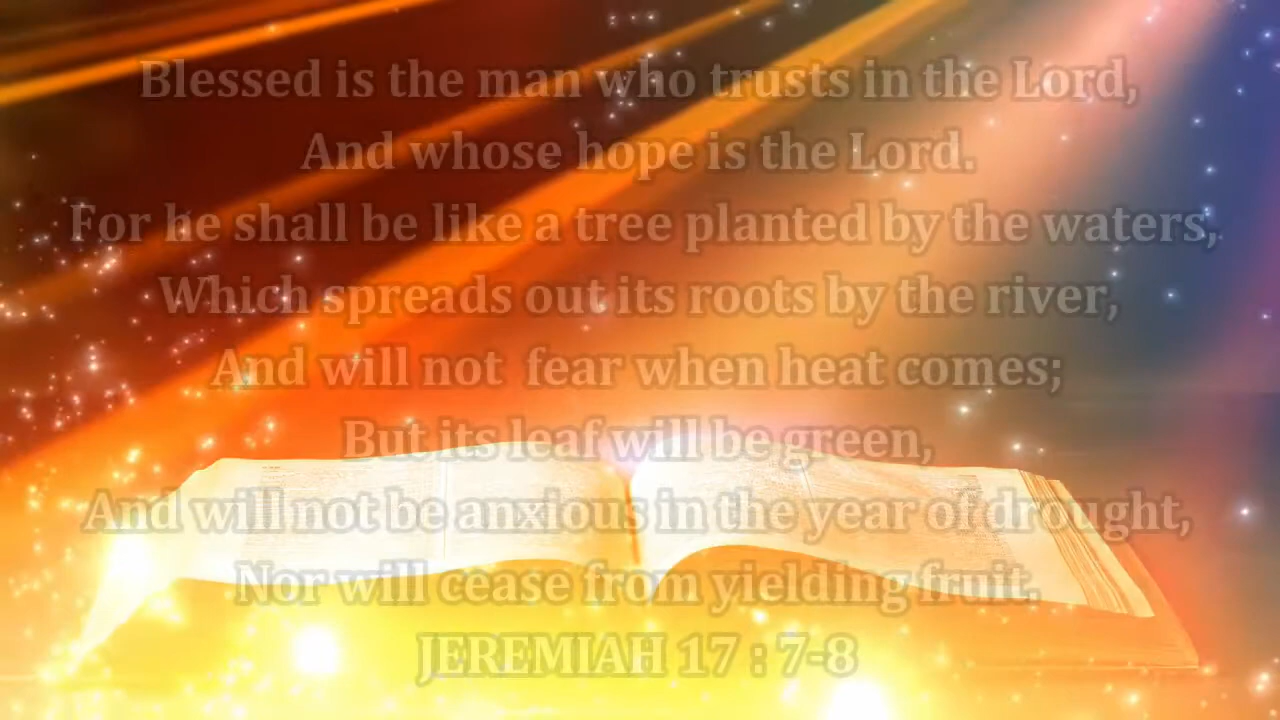 Blessed is the man who trusts in the Lord,
And whose hope is the Lord.
For he shall be like a tree planted by the waters,
Which spreads out its roots by the river,
And will not fear when heat comes;
But its leaf will be green,
And will not be anxious in the year of drought,
Nor will cease from yielding fruit.
JEREMIAH 17 : 7-8